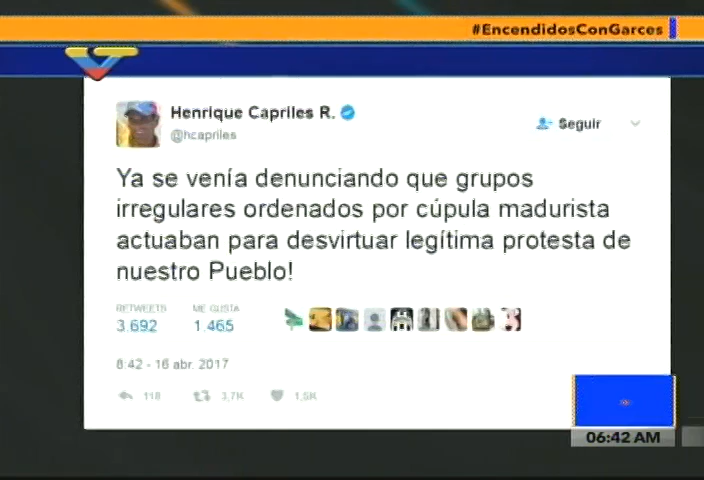 #EncendidosConGarces
Henrique Capriles R.
@hcapriles
Seguir
Ya se venía denunciando que grupos
irregulares ordenados por cúpula madurista
actuaban para desvirtuar legítima protesta de
nuestro Pueblo!
RETWEETS ME GUSTA
3.692 1.465
8:42 - 16 abr. 2017
118 3,7K 1,5K
06:42 AM